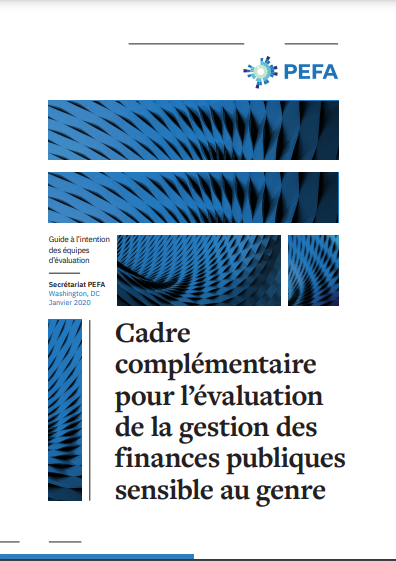 PEFA
Guide à l'intention
des équipes
d'évaluation
Secrétariat PEFA
Washington, DC
Janvier 2020
Cadre
complémentaire
pour l'évaluation
de la gestion des
finances publiques
sensible au genre